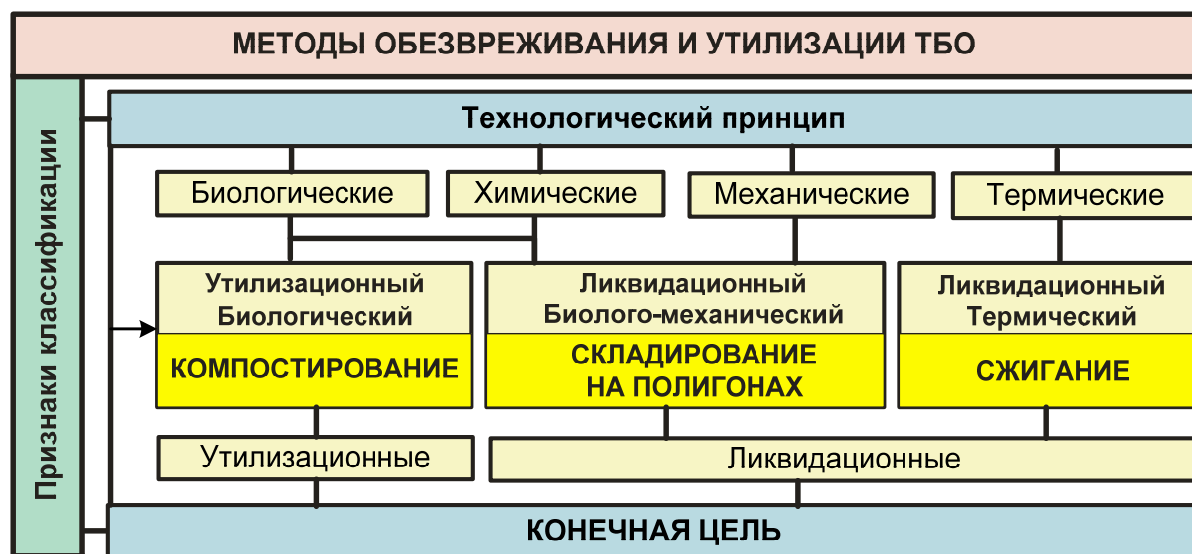 МЕТОДЫ ОБЕЗВРЕЖИВАНИЯ И УТИЛИЗАЦИИ ТБО
Признаки классификации
Технологический принцип
Биологические
Химические
Механические
Термические
Утилизационный
Биологический
КОМПОСТИРОВАНИЕ
Ликвидационный
Биолого-механический
СКЛАДИРОВАНИЕ
НА ПОЛИГОНАХ
Ликвидационный
Термический
СЖИГАНИЕ
Утилизационные
Ликвидационные
КОНЕЧНАЯ ЦЕЛЬ